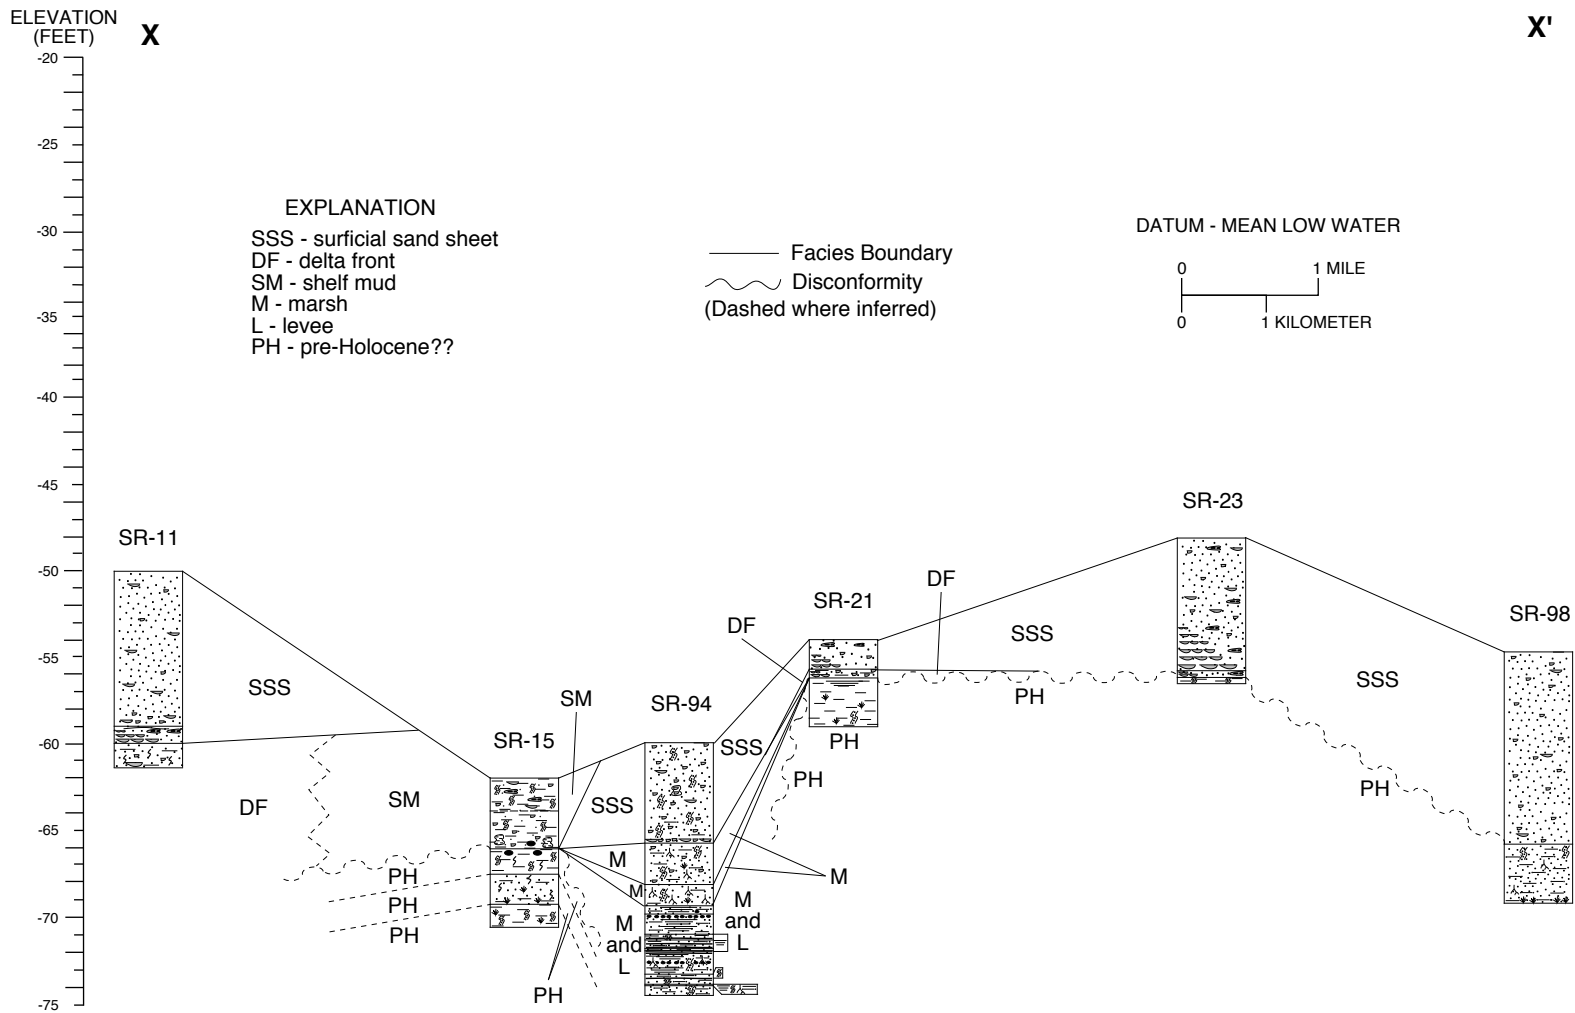 ELEVATION
(FEET)
X
X'
-20
-25
-30
-35
-40
-45
-50
-55
-60
-65
-70
-75
EXPLANATION
SSS - surficial sand sheet
DF - delta front
SM - shelf mud
M - marsh
L - levee
PH - pre-Holocene??
Facies Boundary
Disconformity
(Dashed where inferred)
DATUM - MEAN LOW WATER
0 1 MILE
0 1 KILOMETER
SR-11
SR-15
SR-94
SR-21
SR-23
SR-98
SSS
DF
SM
PH
PH
PH
SM
SSS
M
M
M
and
L
PH
DF
SSS
M
and
L
M
PH
PH
DF
SSS
PH
SSS
PH